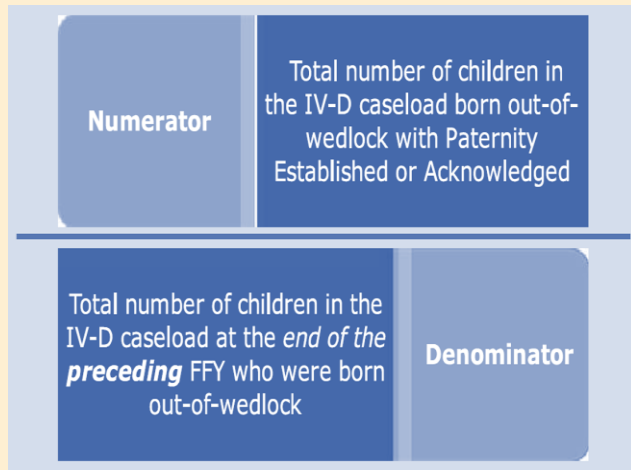 Numerator
Total number of children in
the IV-D caseload born out-of-
wedlock with Paternity
Established or Acknowledged
Total number of children in the
IV-D caseload at the end of the
preceding FFY who were born
out-of-wedlock
Denominator